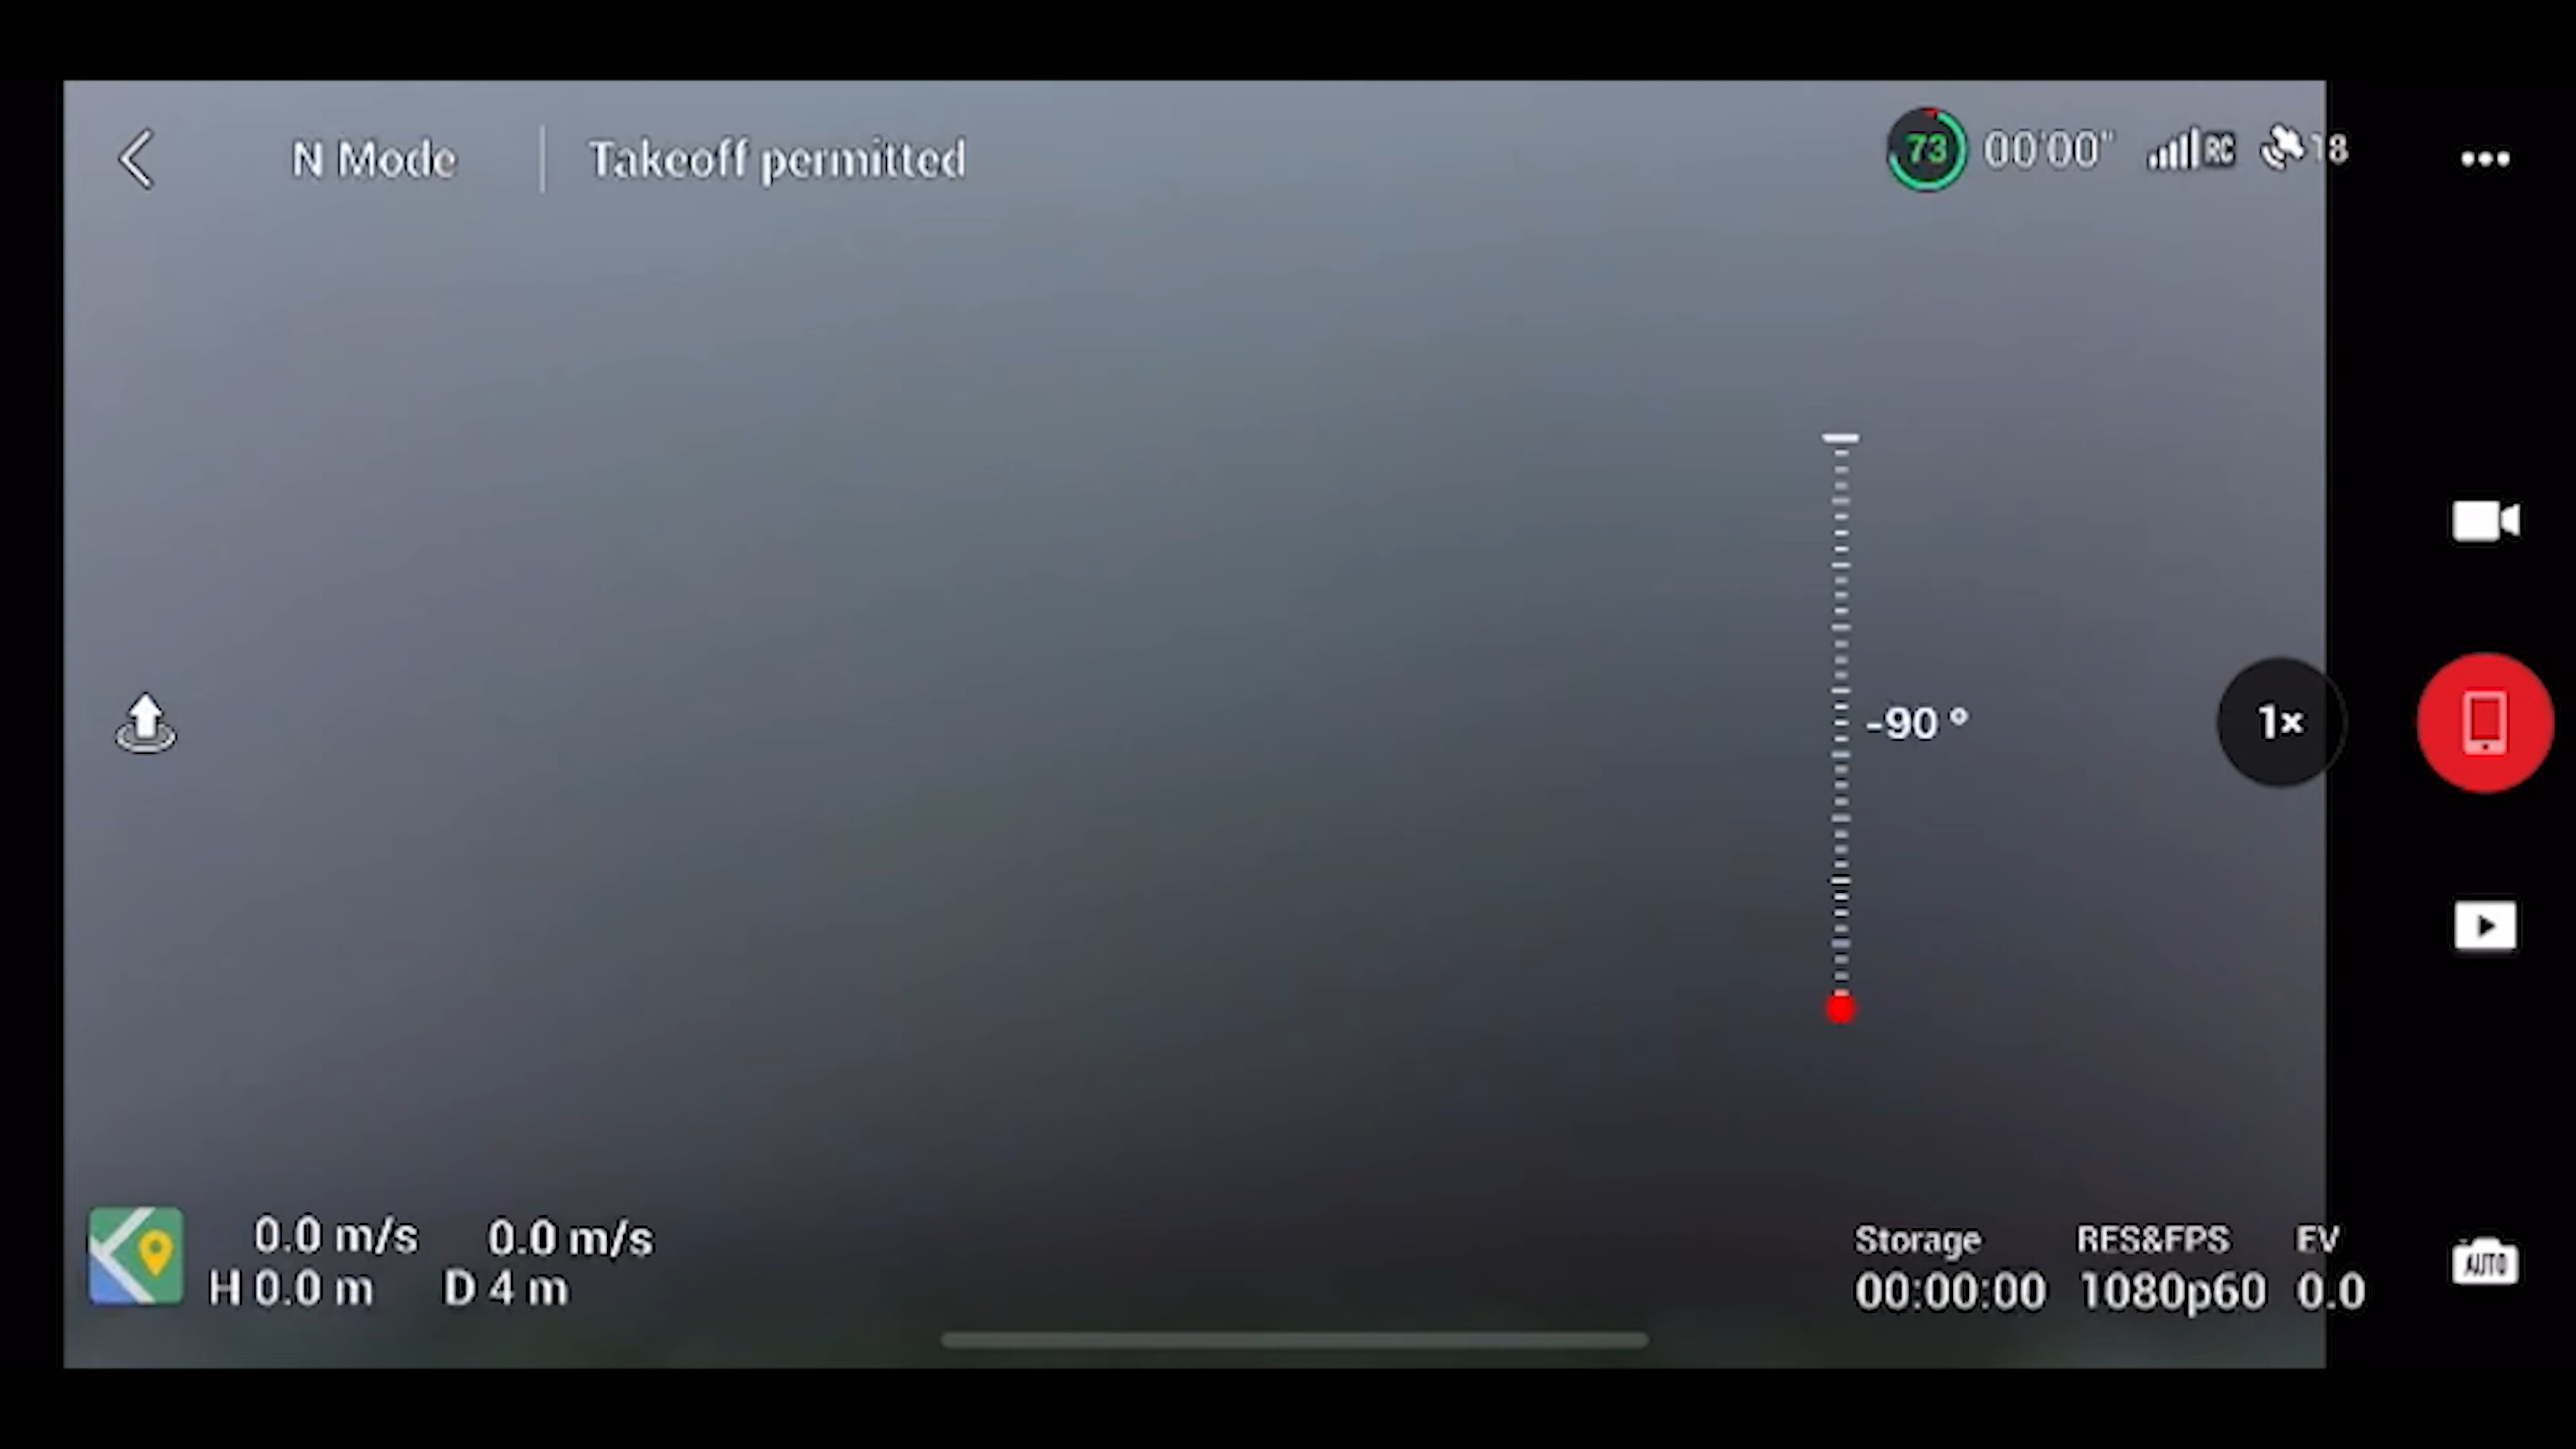 N Mode
Takeoff permitted
73
00'00"
RC
18
-90 °
1×
0.0 m/s
0.0 m/s
H 0.0 m
D 4 m
Storage
RES&FPS
EV
00:00:00
1080p60
0.0
AUTO